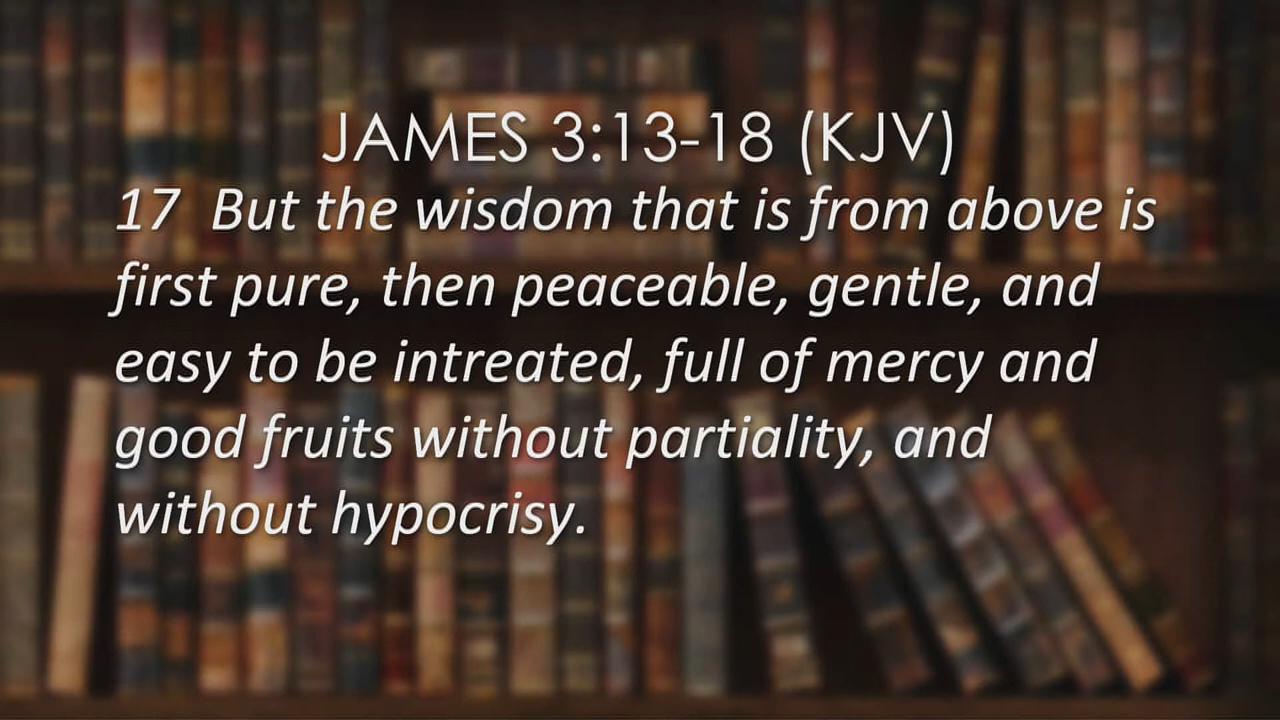 JAMES 3:13-18 (KJV)
17  But the wisdom that is from above is
first pure, then peaceable, gentle, and
easy to be intreated, full of mercy and
good fruits without partiality, and
without hypocrisy.